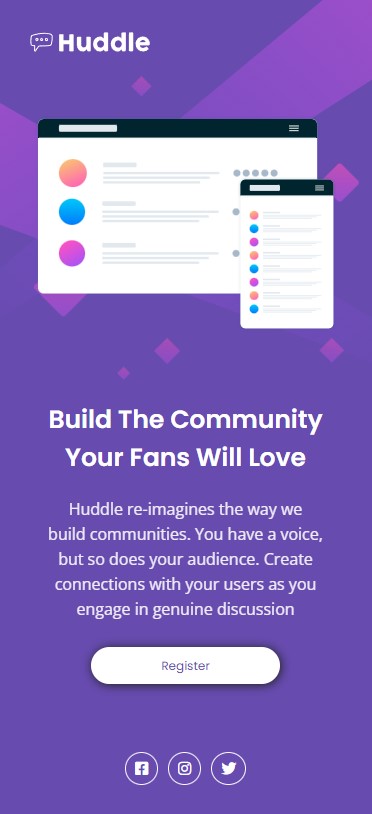 Huddle
Build The Community
Your Fans Will Love
Huddle re-imagines the way we
build communities. You have a voice,
but so does your audience. Create
connections with your users as you
engage in genuine discussion
Register